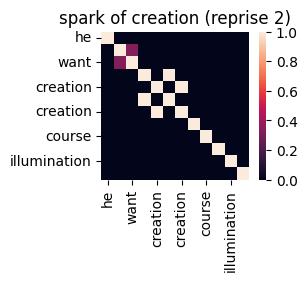 spark of creation (reprise 2)
he
want
creation
creation
course
illumination
1.0
0.8
0.6
0.4
0.2
0.0
he
want
creation
creation
course
illumination